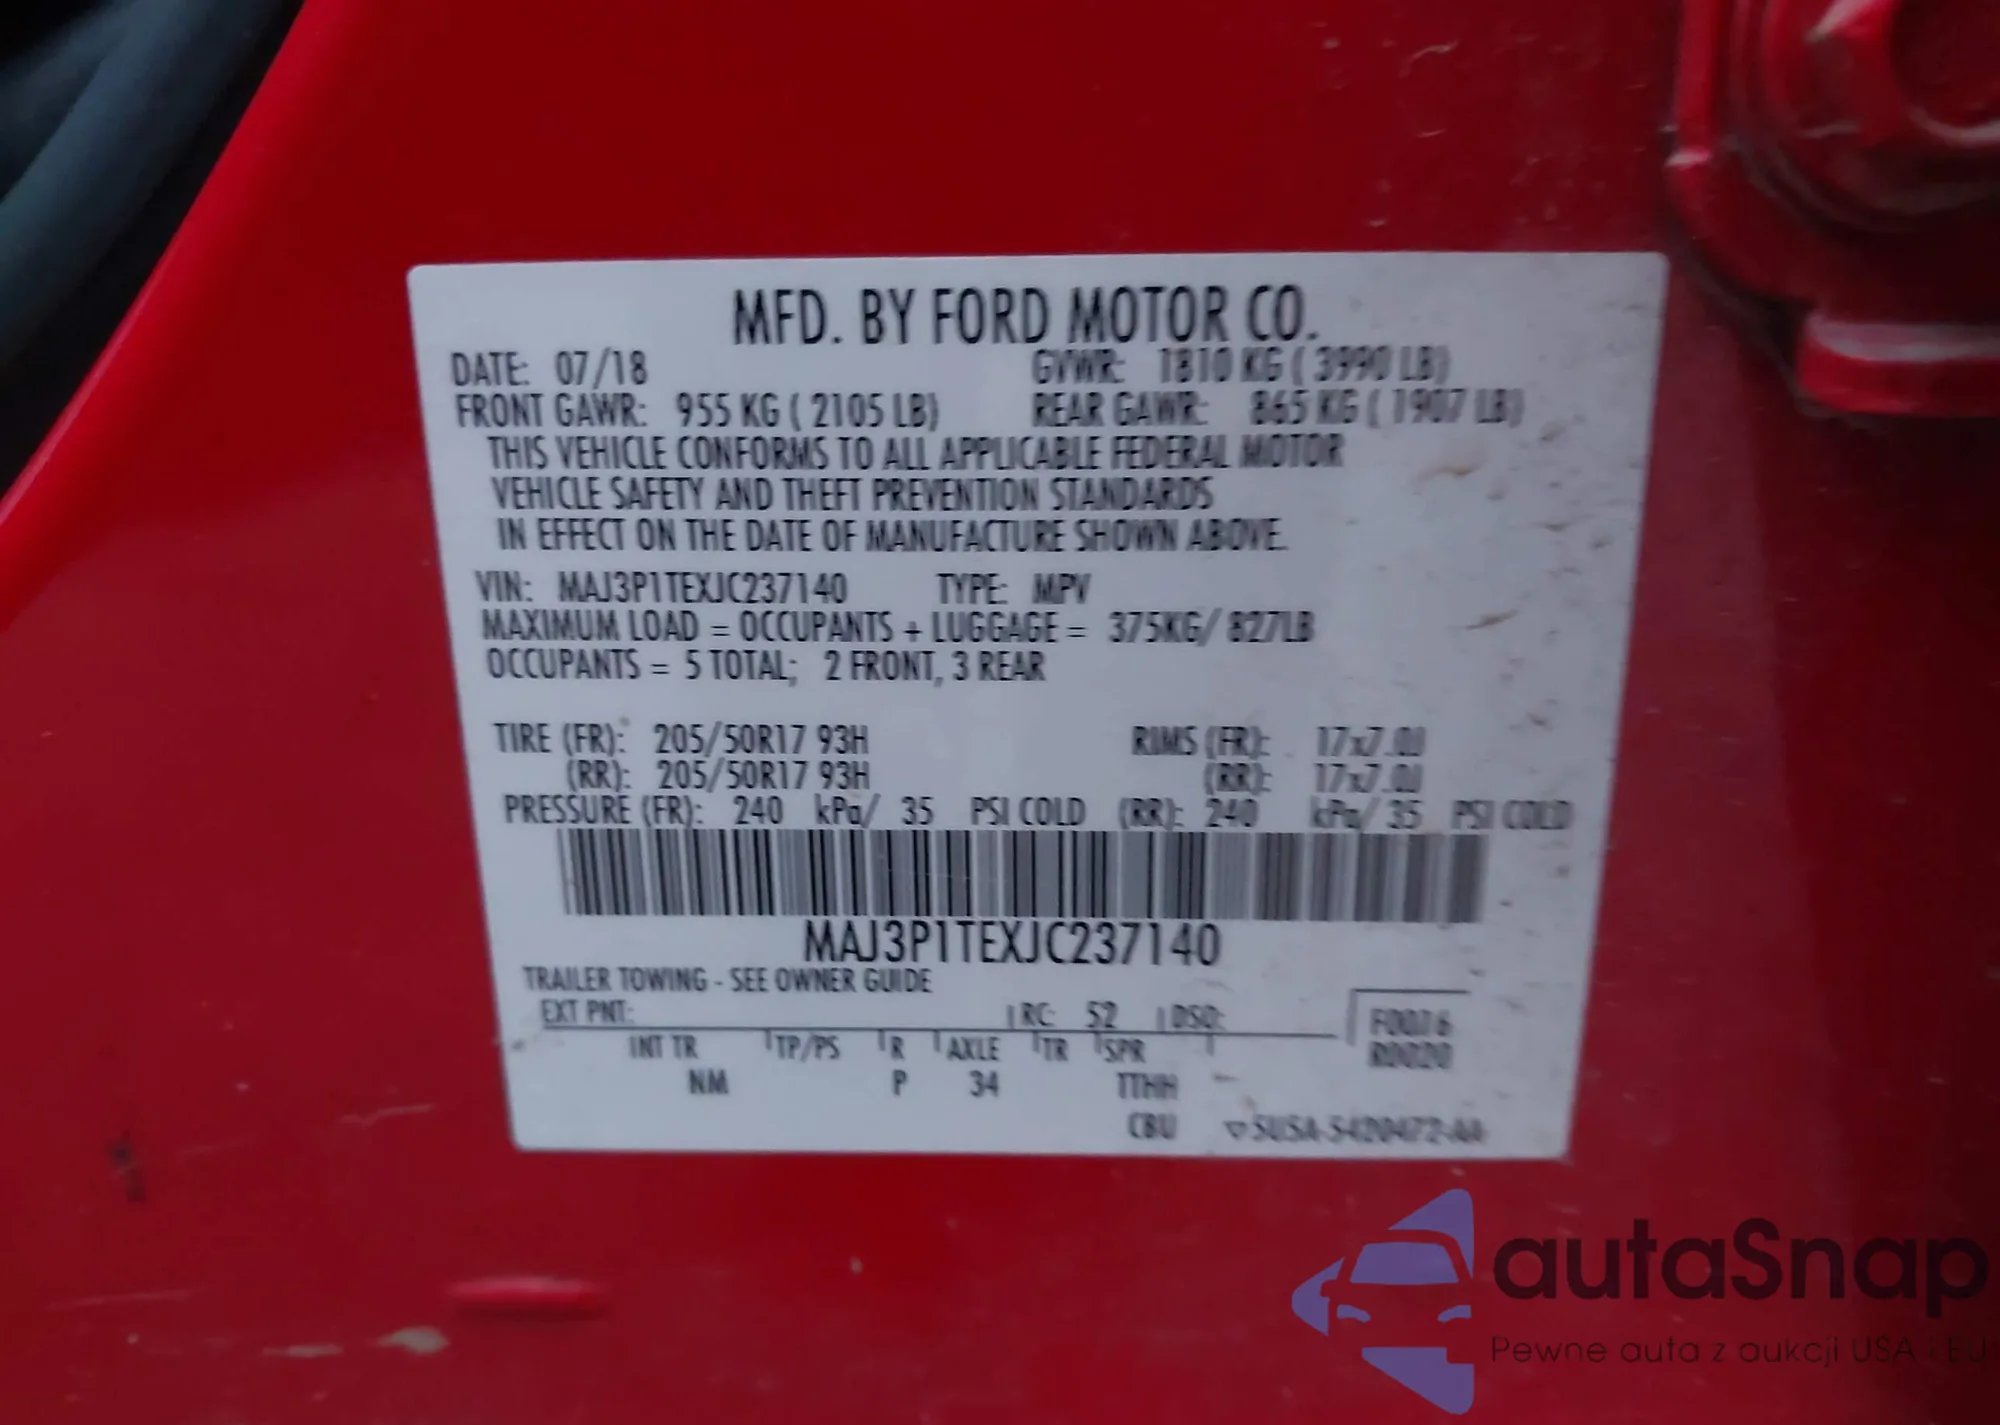 MFD. BY FORD MOTOR CO.
DATE: 07/18 GVWR: 1810 KG ( 3990 LB)
FRONT GAWR: 955 KG ( 2105 LB) REAR GAWR: 865 KG ( 1907 LB)
THIS VEHICLE CONFORMS TO ALL APPLICABLE FEDERAL MOTOR
VEHICLE SAFETY AND THEFT PREVENTION STANDARDS
IN EFFECT ON THE DATE OF MANUFACTURE SHOWN ABOVE.
VIN: MAJ3P1TEXJC237140 TYPE: MPV
MAXIMUM LOAD = OCCUPANTS + LUGGAGE = 375KG/ 827LB
OCCUPANTS = 5 TOTAL; 2 FRONT, 3 REAR
TIRE (FR): 205/50R17 93H RIMS (FR): 17x7.0J
(RR): 205/50R17 93H (RR): 17x7.0J
PRESSURE (FR): 240 kPa/ 35 PSI COLD (RR): 240 kPa/ 35 PSI COLD
MAJ3P1TEXJC237140
TRAILER TOWING - SEE OWNER GUIDE
EXT PNT: RC: 52 DSO:
INT TR TP/PS R AXLE TR SPR
NM P 34 TTHH
CBU
F0016
R0020
autaSnap
Pewne auta z aukcji USA - EU